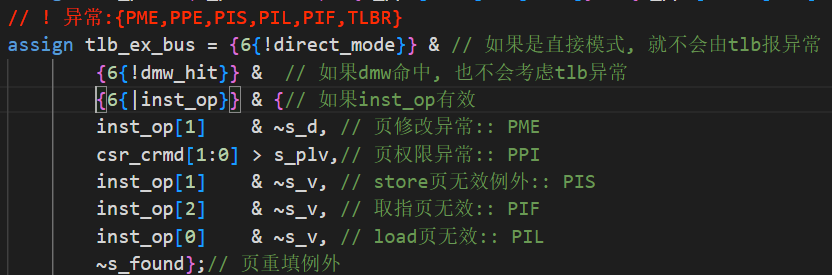 // ! 异常:{PME,PPE,PIS,PIL,PIF,TLBR}
assign tlb_ex_bus = {6{!direct_mode}} & // 如果是直接模式, 就不会由tlb报异常
{6{!dmw_hit}} &  // 如果dmw命中, 也不会考虑tlb异常
{6{|inst_op}} & {// 如果inst_op有效
inst_op[1]    & ~s_d, // 页修改异常:: PME
csr_crmd[1:0] > s_plv,// 页权限异常:: PPI
inst_op[1]    & ~s_v, // store页无效例外:: PIS
inst_op[2]    & ~s_v, // 取指页无效:: PIF
inst_op[0]    & ~s_v, // load页无效:: PIL
~s_found};// 页重填例外